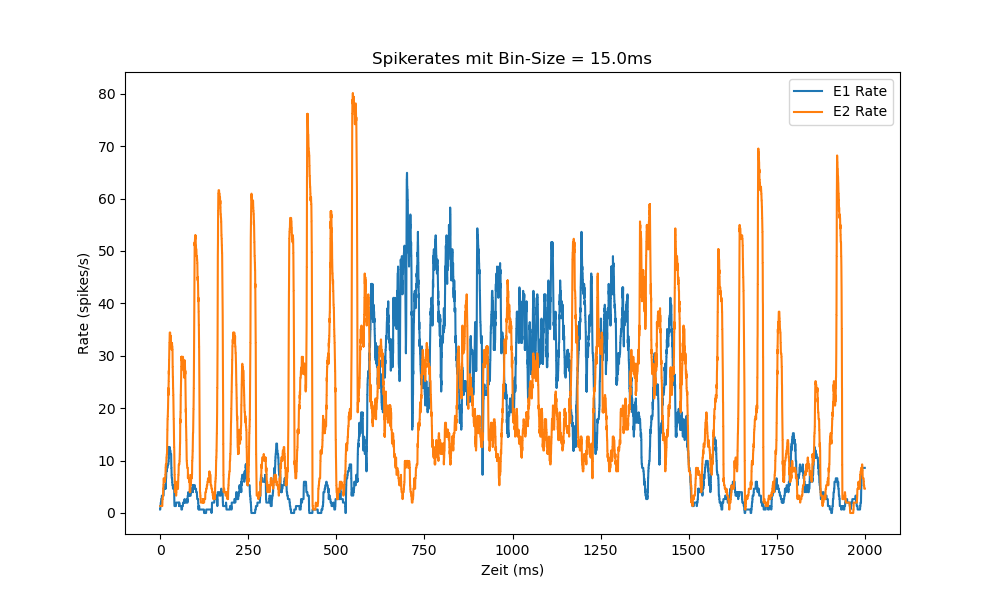 Spikerates mit Bin-Size = 15.0ms
E1 Rate
E2 Rate
80
70
60
50
40
30
20
10
0
Rate (spikes/s)
0 250 500 750 1000 1250 1500 1750 2000
Zeit (ms)